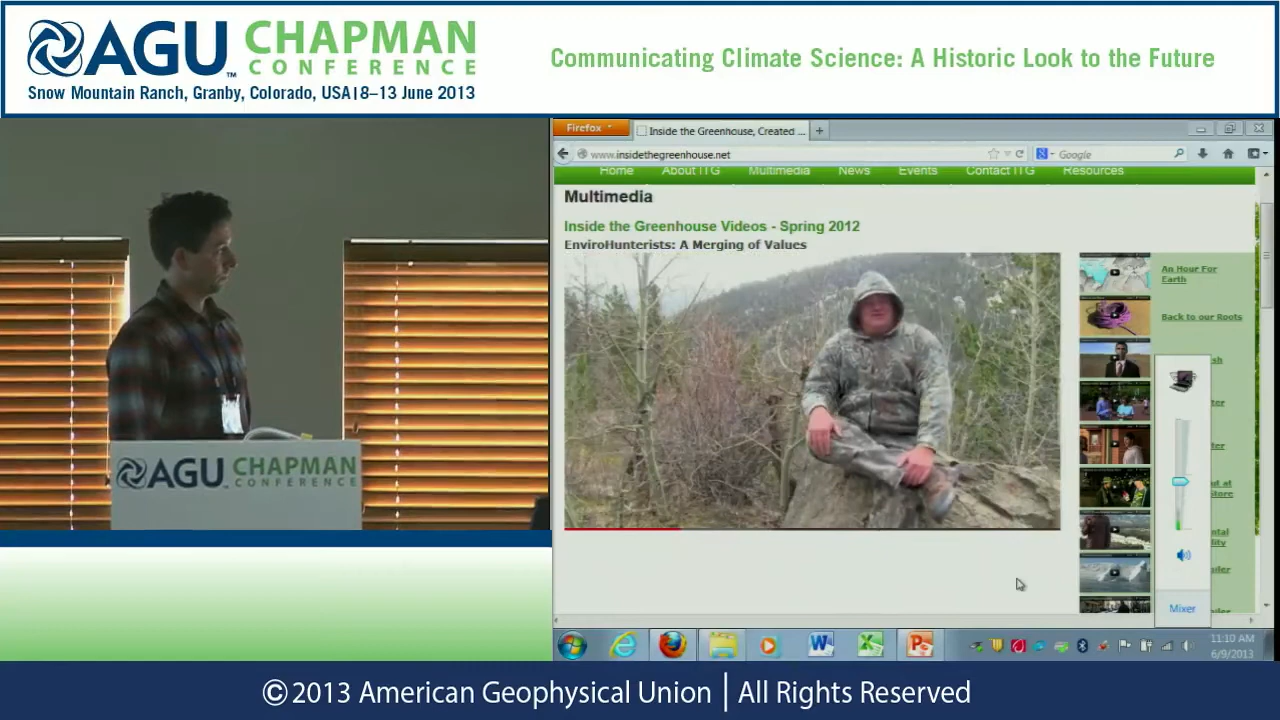 AGU CHAPMAN
CONFERENCE
TM
Snow Mountain Ranch, Granby, Colorado, USA|8–13 June 2013
Communicating Climate Science: A Historic Look to the Future
Firefox
Inside the Greenhouse, Created ...
www.insidethegreenhouse.net
Google
Home About ITG Multimedia News Events Contact ITG Resources
Multimedia
Inside the Greenhouse Videos - Spring 2012
EnviroHunterists: A Merging of Values
An Hour For
Earth
Back to our Roots
Mixer
AGU CHAPMAN
CONFERENCE
11:10 AM
6/9/2013
©2013 American Geophysical Union | All Rights Reserved